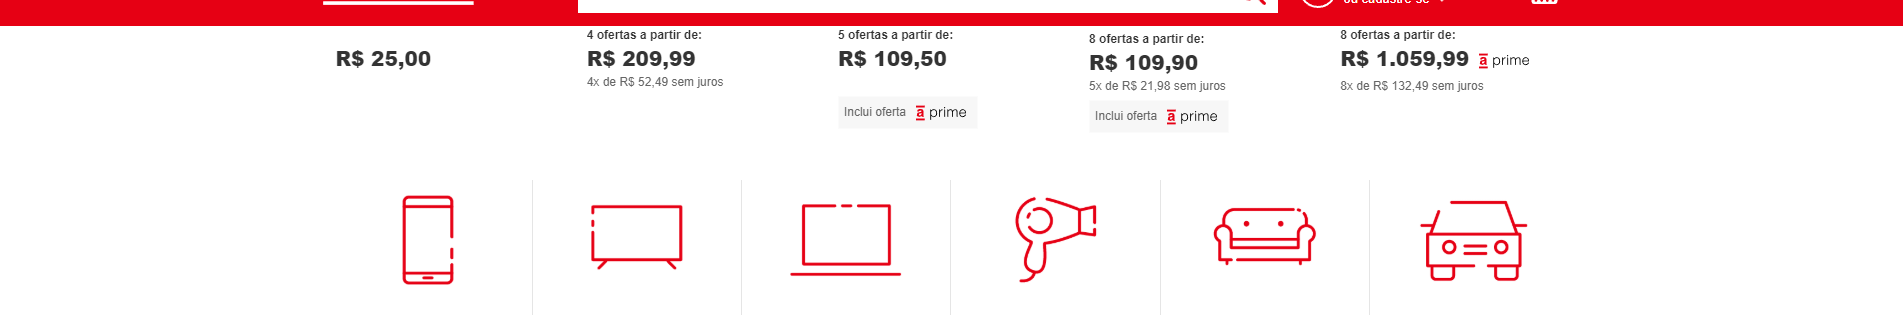 ou cadastre-se
R$ 25,00
4 ofertas a partir de:
R$ 209,99
4x de R$ 52,49 sem juros
5 ofertas a partir de:
R$ 109,50
Inclui oferta a prime
8 ofertas a partir de:
R$ 109,90
5x de R$ 21,98 sem juros
Inclui oferta a prime
8 ofertas a partir de:
R$ 1.059,99 a prime
8x de R$ 132,49 sem juros